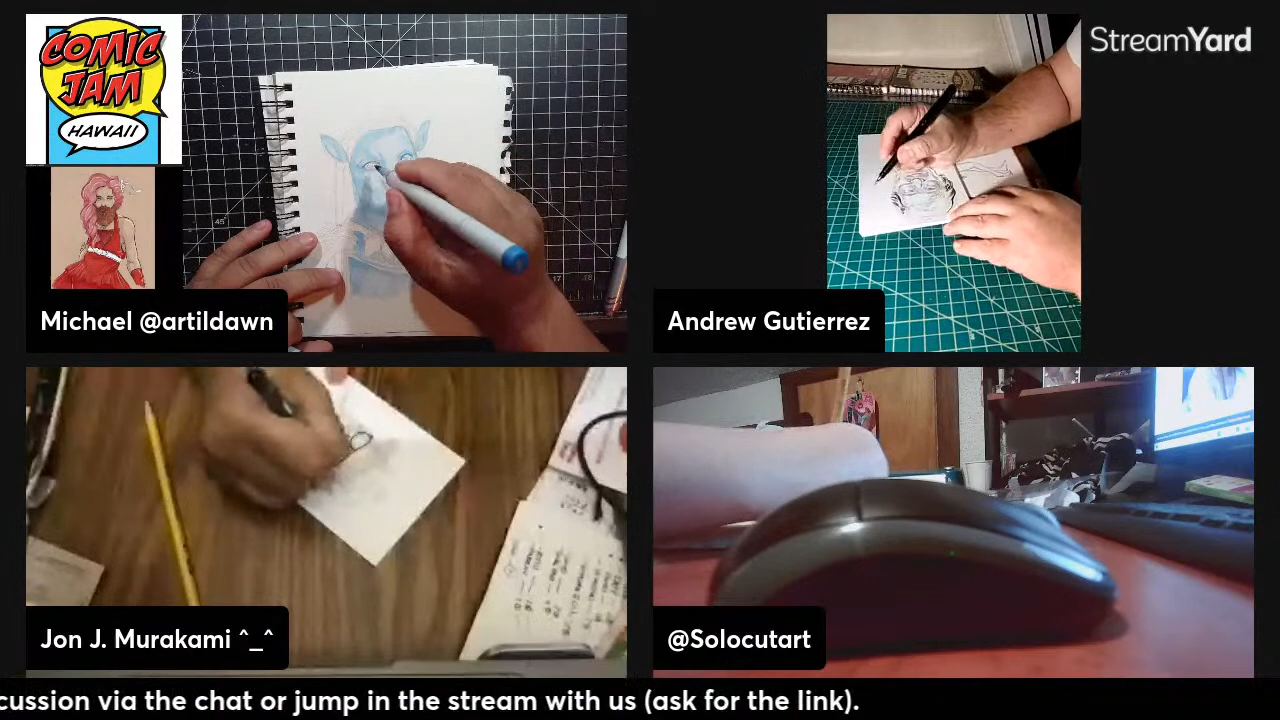 COMIC
JAM
HAWAII
StreamYard
Michael @artildawn
Andrew Gutierrez
Jon J. Murakami ^_^
@Solocutart
cussion via the chat or jump in the stream with us (ask for the link).